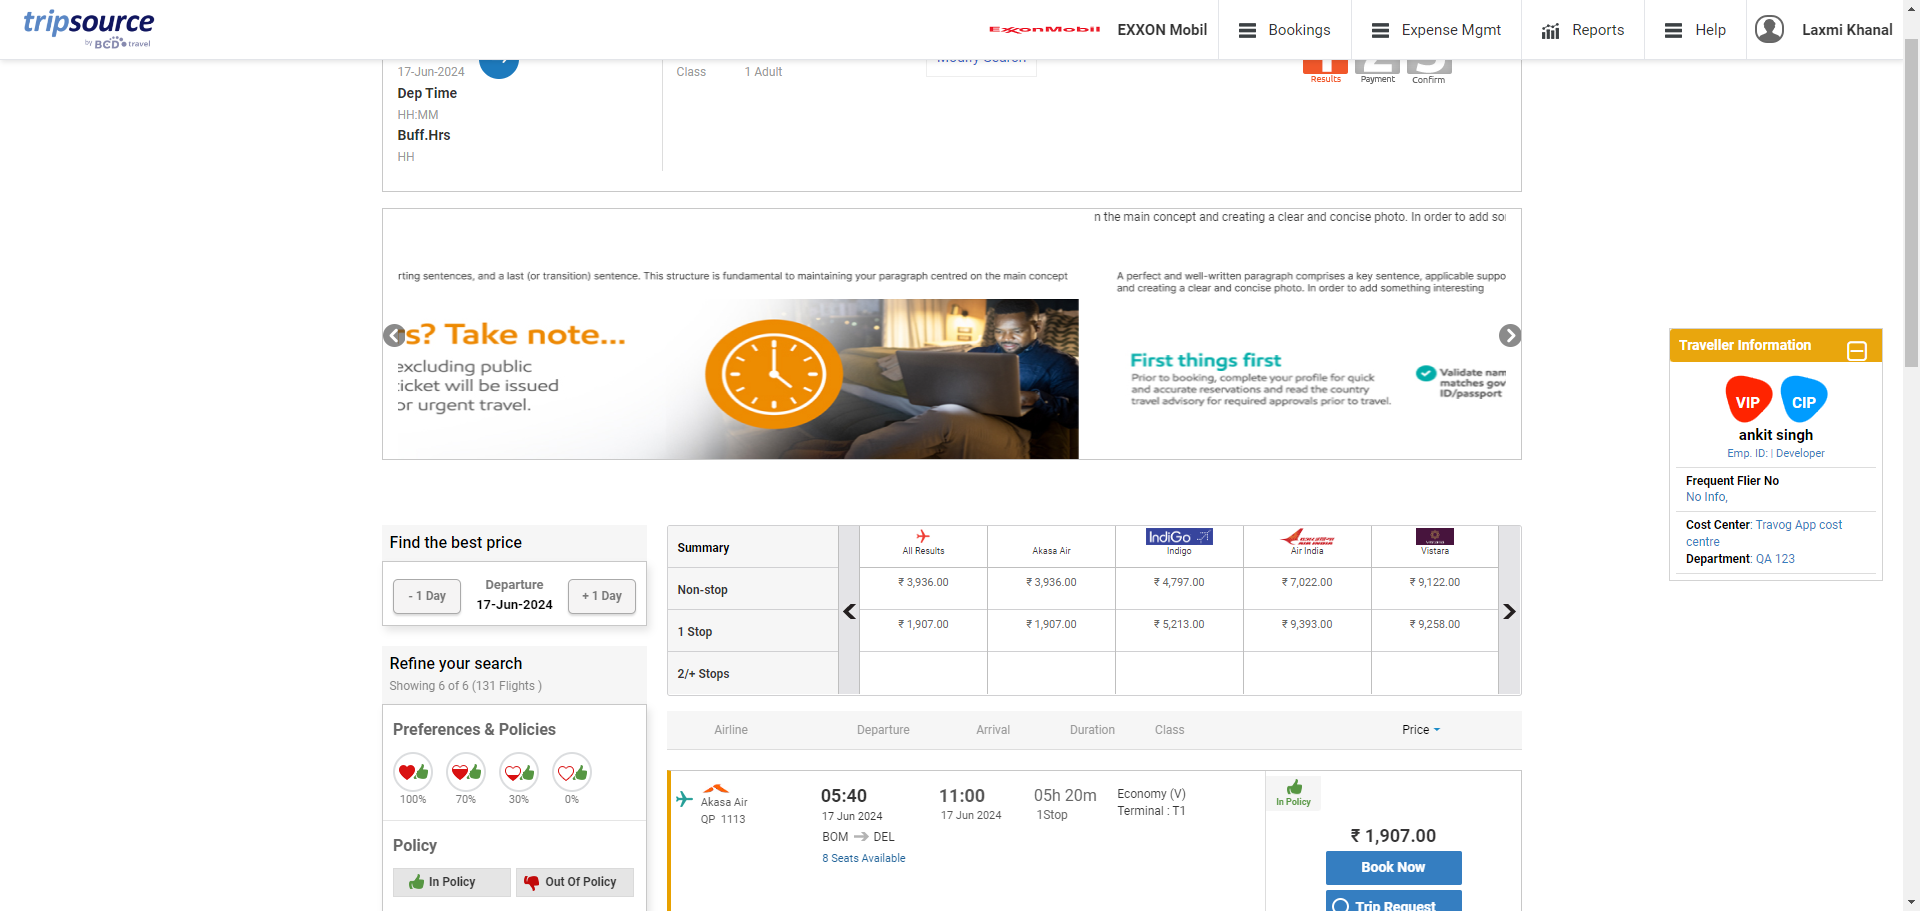 tripsource
by BCD travel
ExxonMobil
EXXON Mobil
Bookings
Expense Mgmt
Reports
Help
Laxmi Khanal
17-Jun-2024
Dep Time
HH:MM
Buff.Hrs
HH
Class
1 Adult
Modify Search
1 2 3
Results
Payment
Confirm
n the main concept and creating a clear and concise photo. In order to add so
rting sentences, and a last (or transition) sentence. This structure is fundamental to maintaining your paragraph centred on the main concept
s? Take note...
excluding public
ticket will be issued
or urgent travel.
A perfect and well-written paragraph comprises a key sentence, applicable suppo
and creating a clear and concise photo. In order to add something interesting
First things first
Prior to booking, complete your profile for quick
and accurate reservations and read the country
travel advisory for required approvals prior to travel.
Validate nam
matches gov
ID/passport
Traveller Information
VIP
CIP
ankit singh
Emp. ID: | Developer
Frequent Flier No
No Info,
Cost Center: Travog App cost
centre
Department: QA 123
Find the best price
- 1 Day
Departure
17-Jun-2024
+ 1 Day
Refine your search
Showing 6 of 6 (131 Flights )
Preferences & Policies
100%
70%
30%
0%
Policy
In Policy
Out Of Policy
Summary
All Results
Akasa Air
IndiGo
Indigo
AIR INDIA
Air India
Vistara
Non-stop
₹ 3,936.00
₹ 3,936.00
₹ 4,797.00
₹ 7,022.00
₹ 9,122.00
1 Stop
₹ 1,907.00
₹ 1,907.00
₹ 5,213.00
₹ 9,393.00
₹ 9,258.00
2/+ Stops
Airline
Departure
Arrival
Duration
Class
Price
Akasa Air
QP 1113
05:40
17 Jun 2024
BOM DEL
8 Seats Available
11:00
17 Jun 2024
05h 20m
1Stop
Economy (V)
Terminal : T1
In Policy
₹ 1,907.00
Book Now
Trip Request